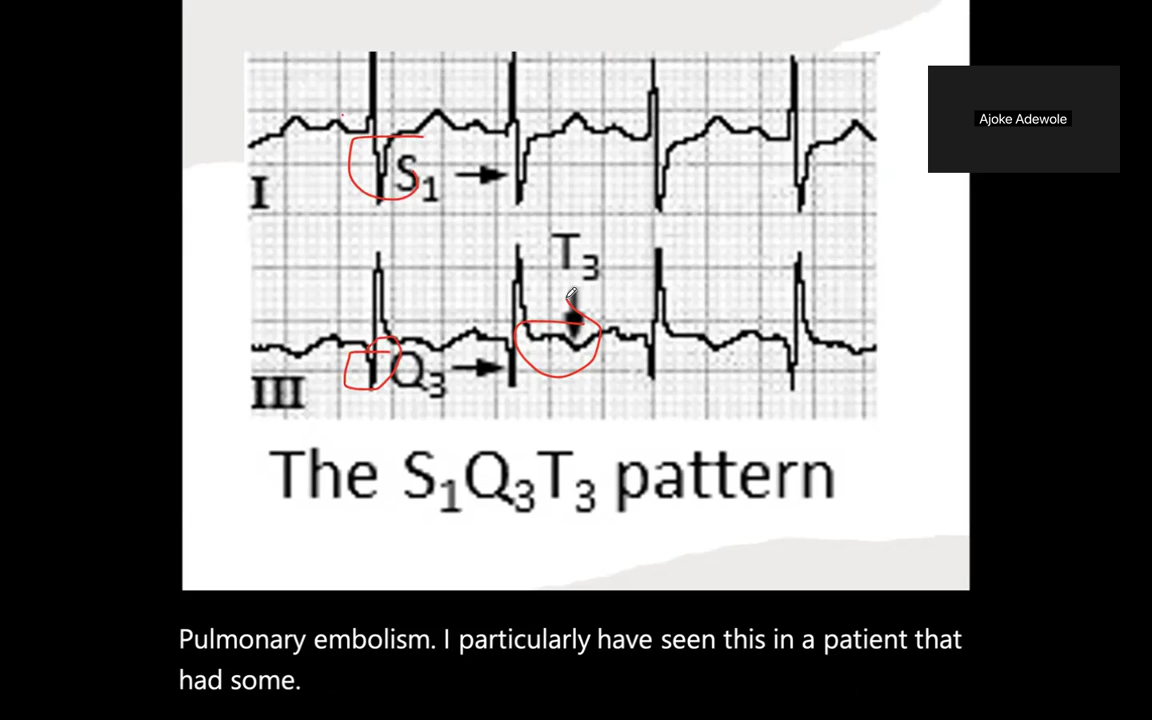 Ajoke Adewole
S₁
I
T₃
Q₃
III
The S₁Q₃T₃ pattern
Pulmonary embolism. I particularly have seen this in a patient that
had some.